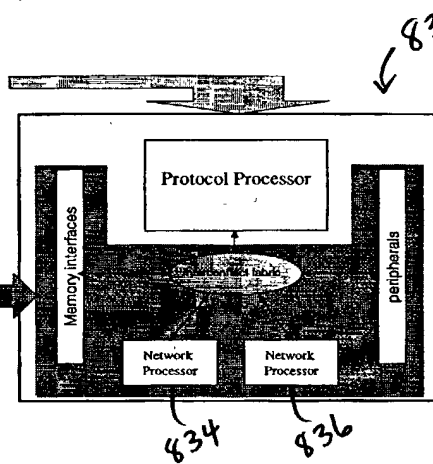 83
Protocol Processor
Memory interfaces
peripherals
Network
Processor
Network
Processor
834
836